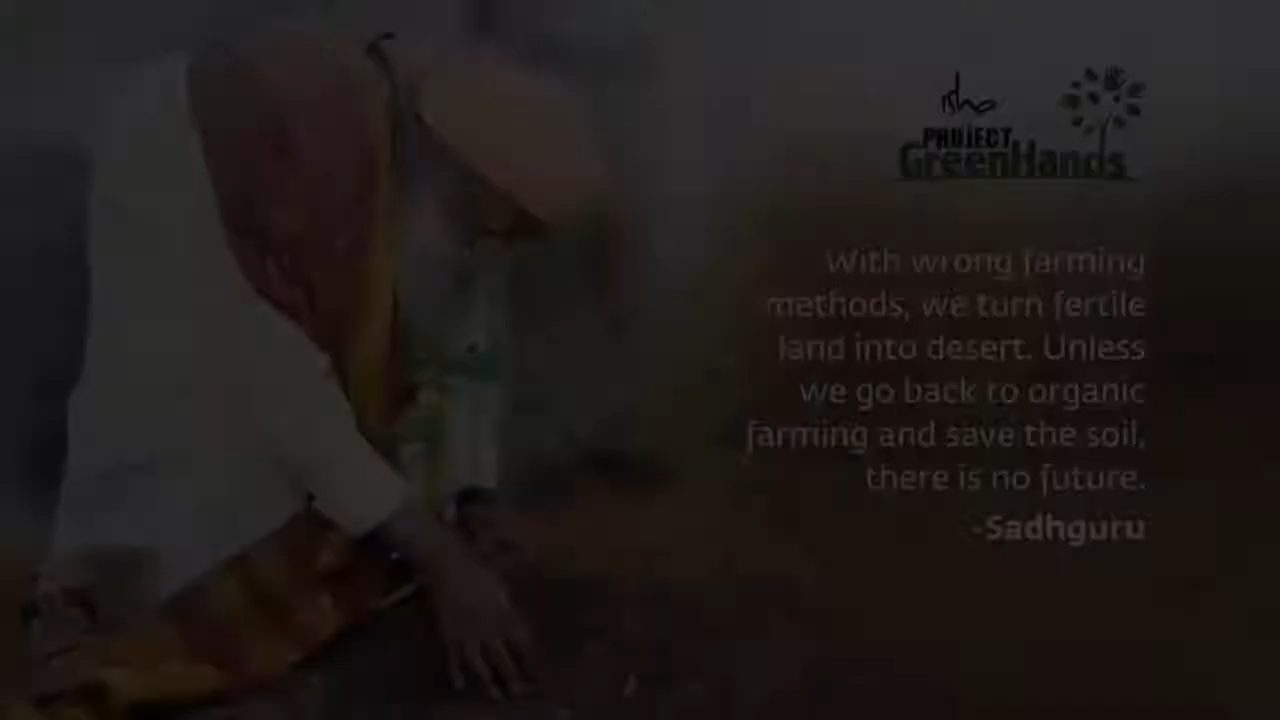 isha
PROJECT
GreenHands
With wrong farming
methods, we turn fertile
land into desert. Unless
we go back to organic
farming and save the soil,
there is no future.
-Sadhguru